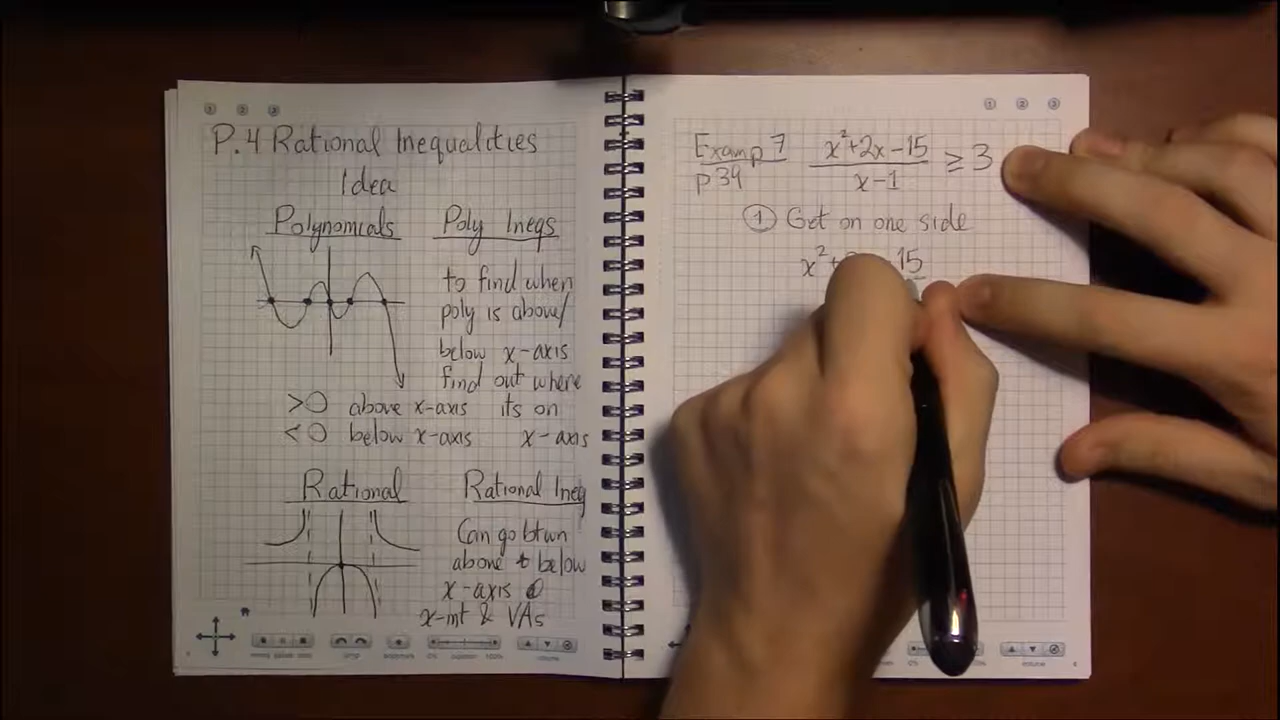 P.4 Rational Inequalities
Idea
Polynomials
Poly Ineqs
to find when
poly is above/
below x-axis
find out where
its on
x-axis
>0 above x-axis
<0 below x-axis
Rational
Rational Ineq
Can go btwn
above + below
x-axis @
x-int & VAs
Examp 7
p 39
x²+2x-15
x-1
≥ 3
① Get on one side
x²+
15